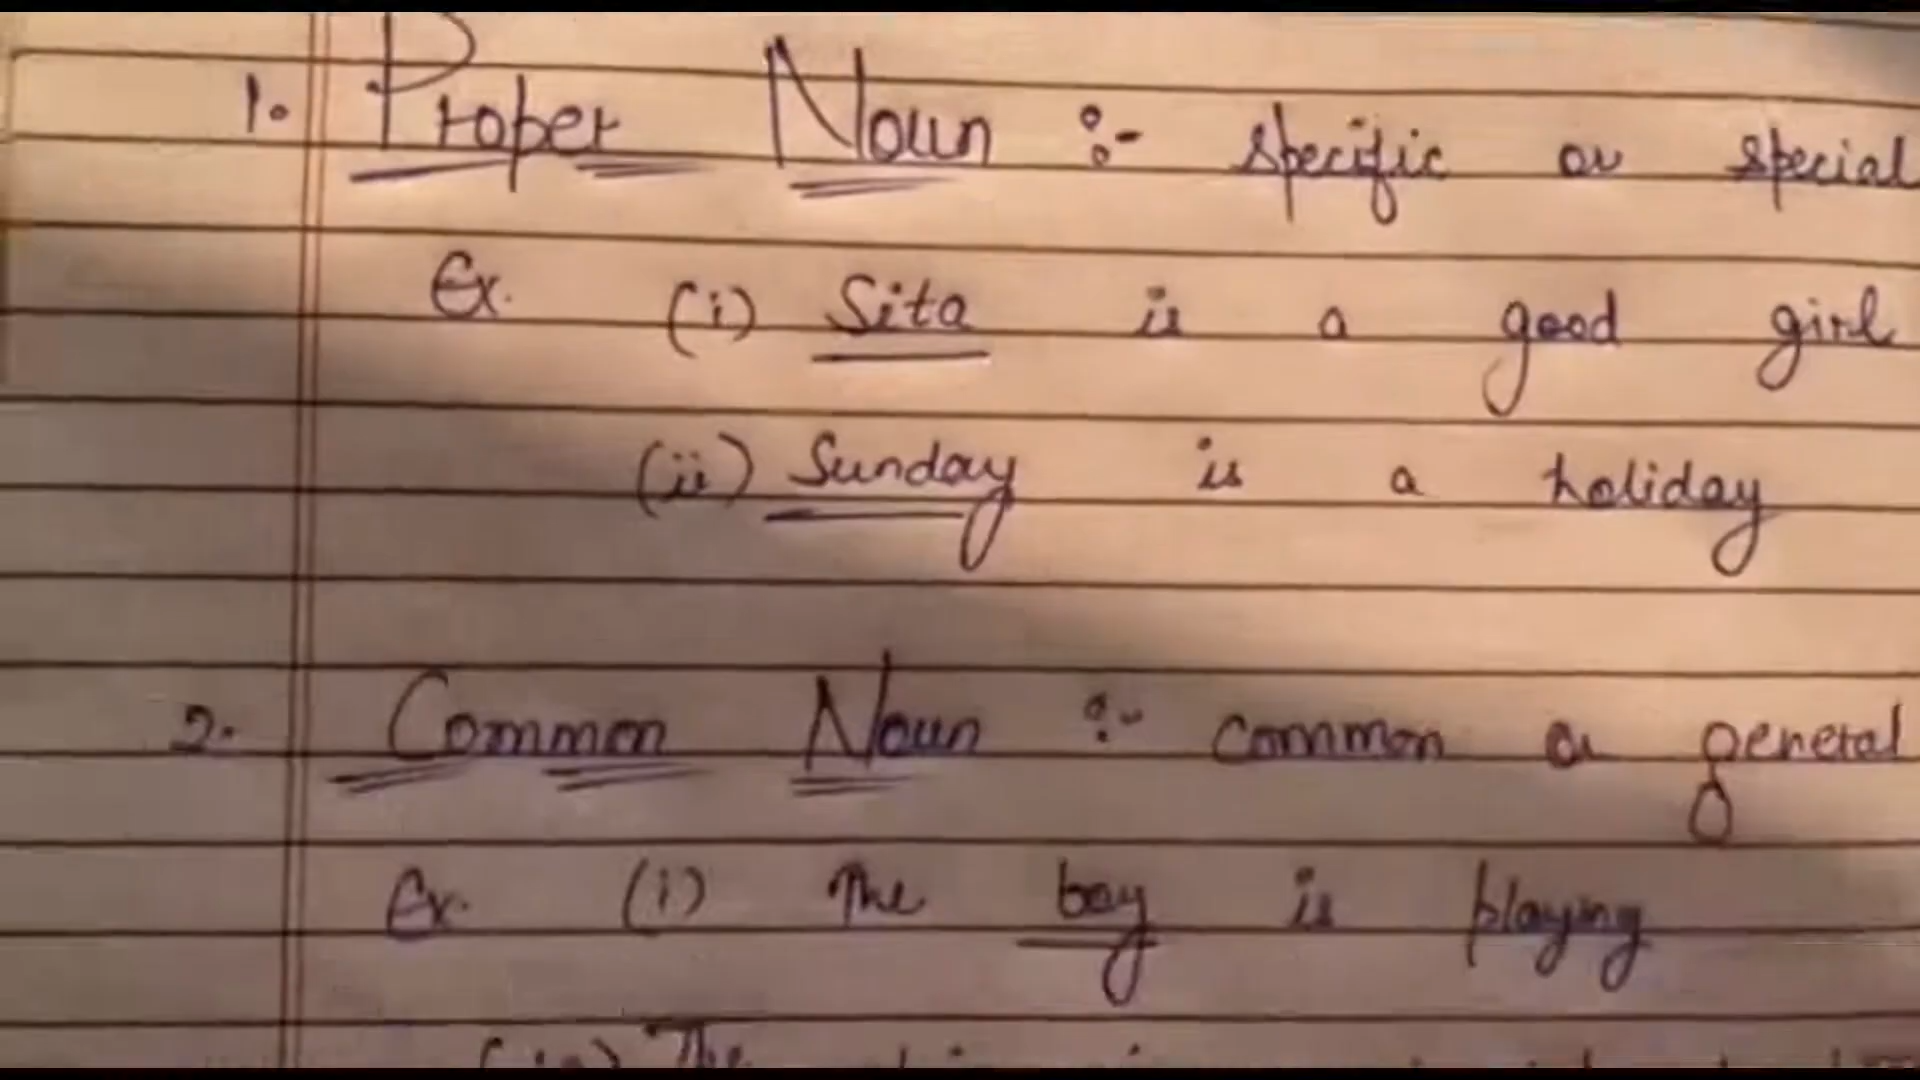 1. Proper Noun :- specific or special
Ex. (i) Sita is a good girl
(ii) Sunday is a holiday
2. Common Noun :- common or general
Ex. (i) The boy is playing
The